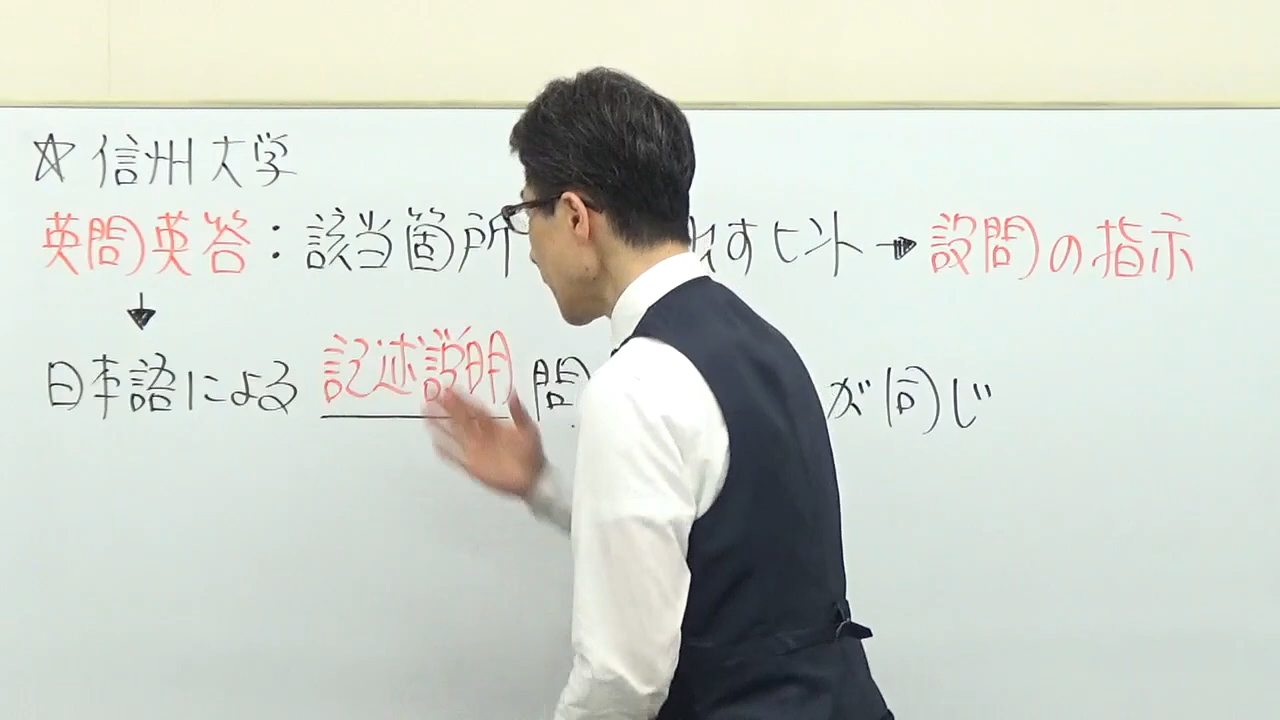 ☆信州大学
英問英答：該当箇所 すヒント→設問の指示
↓
日本語による 記述説明 問 が同じ